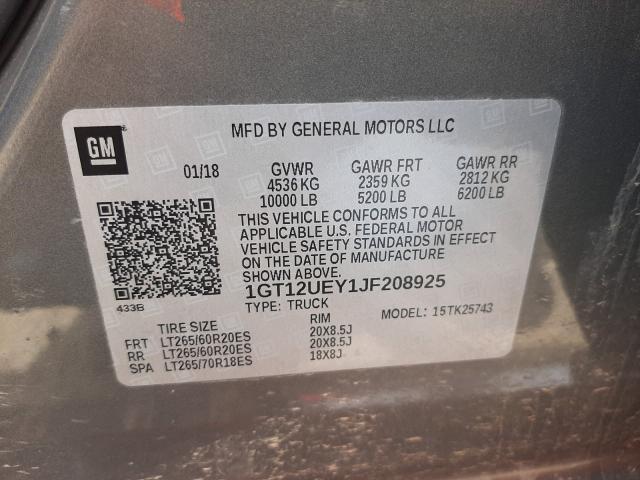 GM
MFD BY GENERAL MOTORS LLC
01/18 GVWR GAWR FRT GAWR RR
4536 KG 2359 KG 2812 KG
10000 LB 5200 LB 6200 LB
THIS VEHICLE CONFORMS TO ALL
APPLICABLE U.S. FEDERAL MOTOR
VEHICLE SAFETY STANDARDS IN EFFECT
ON THE DATE OF MANUFACTURE
SHOWN ABOVE.
433B 1GT12UEY1JF208925
TYPE: TRUCK MODEL: 15TK25743
TIRE SIZE RIM
FRT LT265/60R20ES 20X8.5J
RR LT265/60R20ES 20X8.5J
SPA LT265/70R18ES 18X8J